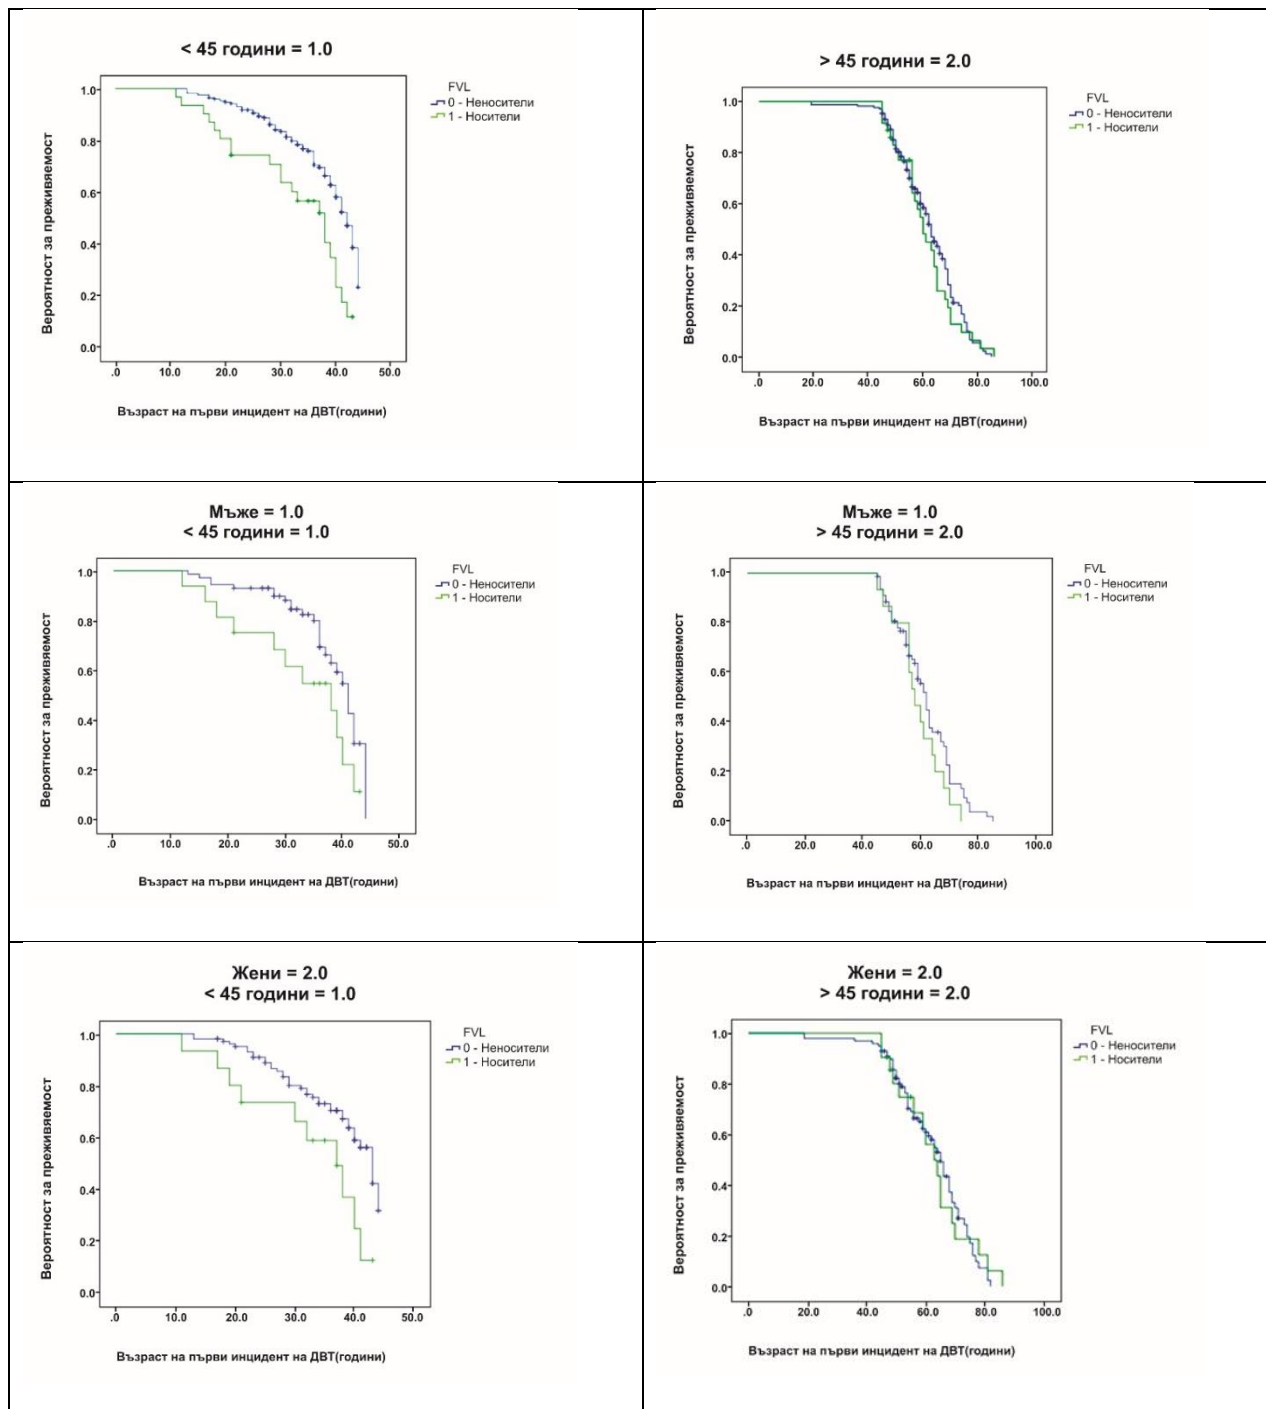 < 45 години = 1.0
FVL
0 - Неносители
1 - Носители
Вероятност за преживяемост
1.0
0.8
0.6
0.4
0.2
0.0
.0 10.0 20.0 30.0 40.0 50.0
Възраст на първи инцидент на ДВТ(години)
> 45 години = 2.0
FVL
0 - Неносители
1 - Носители
Вероятност за преживяемост
1.0
0.8
0.6
0.4
0.2
0.0
.0 20.0 40.0 60.0 80.0 100.0
Възраст на първи инцидент на ДВТ(години)
Мъже = 1.0
< 45 години = 1.0
FVL
0 - Неносители
1 - Носители
Вероятност за преживяемост
1.0
0.8
0.6
0.4
0.2
0.0
.0 10.0 20.0 30.0 40.0 50.0
Възраст на първи инцидент на ДВТ(години)
Мъже = 1.0
> 45 години = 2.0
FVL
0 - Неносители
1 - Носители
Вероятност за преживяемост
1.0
0.8
0.6
0.4
0.2
0.0
.0 20.0 40.0 60.0 80.0 100.0
Възраст на първи инцидент на ДВТ(години)
Жени = 2.0
< 45 години = 1.0
FVL
0 - Неносители
1 - Носители
Вероятност за преживяемост
1.0
0.8
0.6
0.4
0.2
0.0
.0 10.0 20.0 30.0 40.0 50.0
Възраст на първи инцидент на ДВТ(години)
Жени = 2.0
> 45 години = 2.0
FVL
0 - Неносители
1 - Носители
Вероятност за преживяемост
1.0
0.8
0.6
0.4
0.2
0.0
.0 20.0 40.0 60.0 80.0 100.0
Възраст на първи инцидент на ДВТ(години)